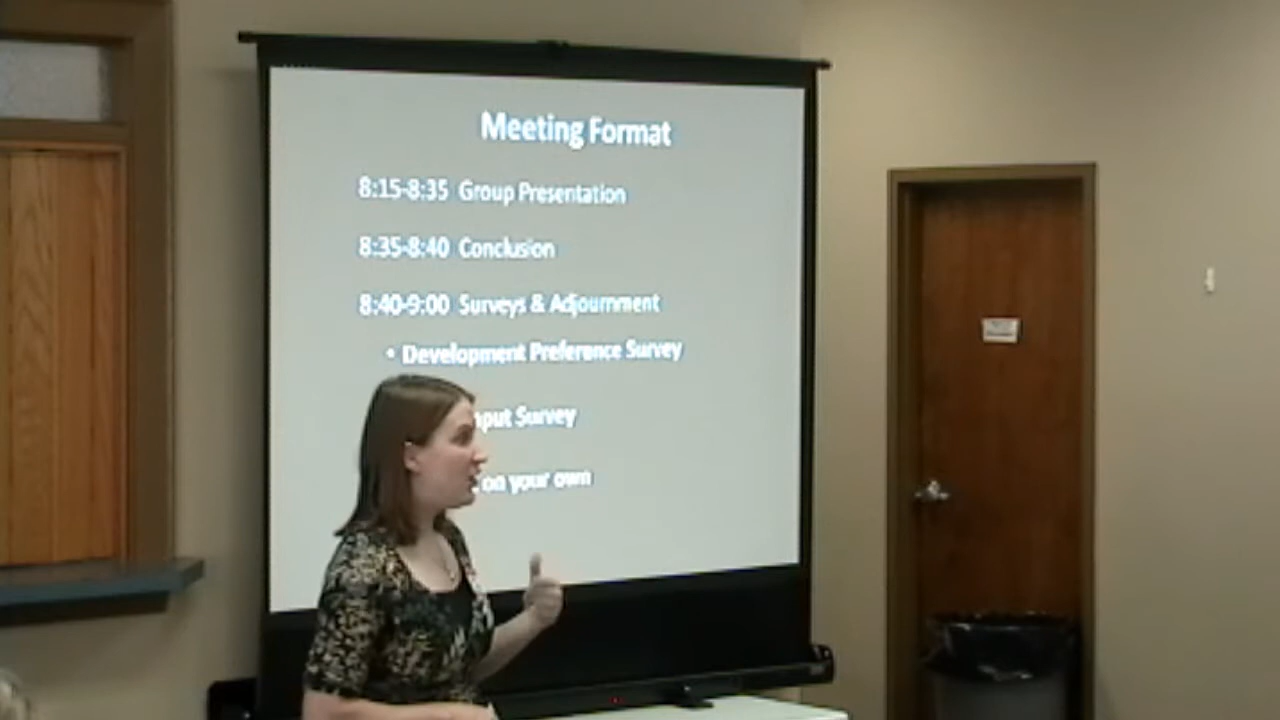 Meeting Format
8:15-8:35 Group Presentation
8:35-8:40 Conclusion
8:40-9:00 Surveys & Adjournment
• Development Preference Survey
Survey
on your own